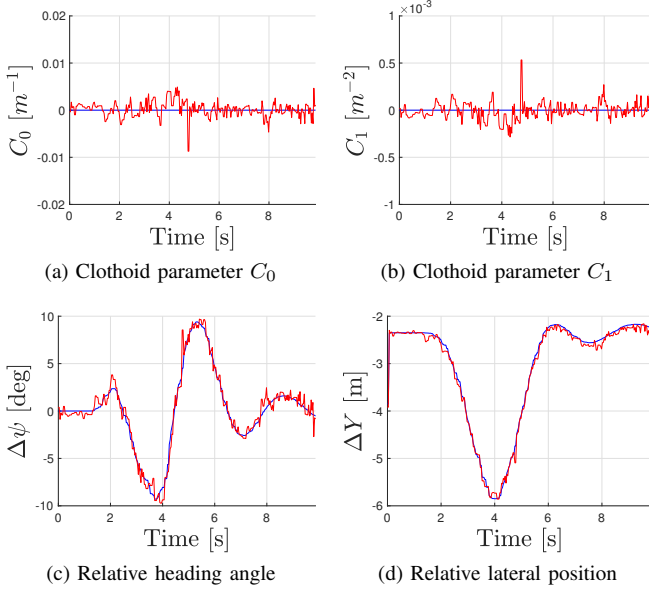 0.02
0.01
0
-0.01
-0.02
C₀ [m⁻¹]
0 2 4 6 8
Time [s]
(a) Clothoid parameter C₀
×10⁻³
1
0.5
0
-0.5
-1
C₁ [m⁻²]
0 2 4 6 8
Time [s]
(b) Clothoid parameter C₁
10
5
0
-5
-10
Δψ [deg]
0 2 4 6 8
Time [s]
(c) Relative heading angle
-2
-3
-4
-5
-6
ΔY [m]
0 2 4 6 8
Time [s]
(d) Relative lateral position